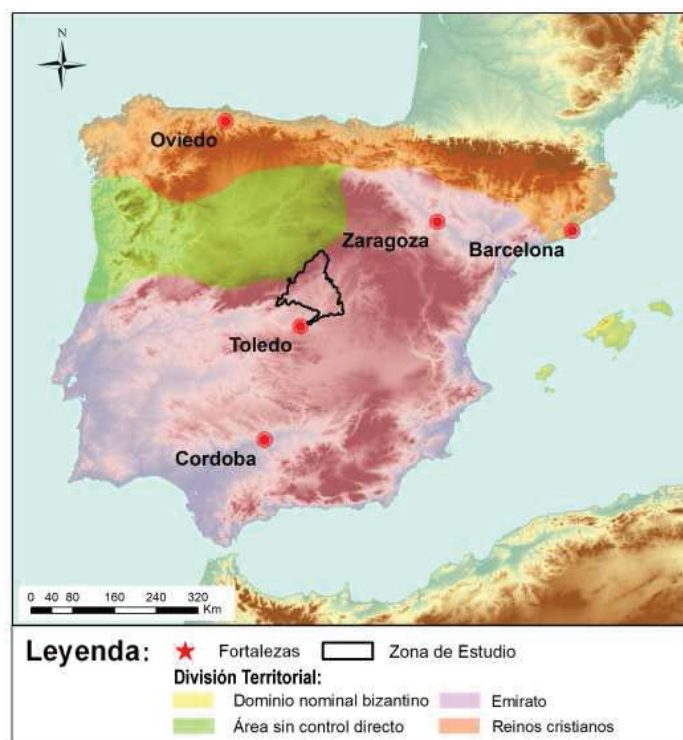 N
Oviedo
Zaragoza
Barcelona
Toledo
Cordoba
0 40 80 160 240 320
Km
Leyenda: Fortalezas Zona de Estudio
División Territorial:
Dominio nominal bizantino Emirato
Área sin control directo Reinos cristianos